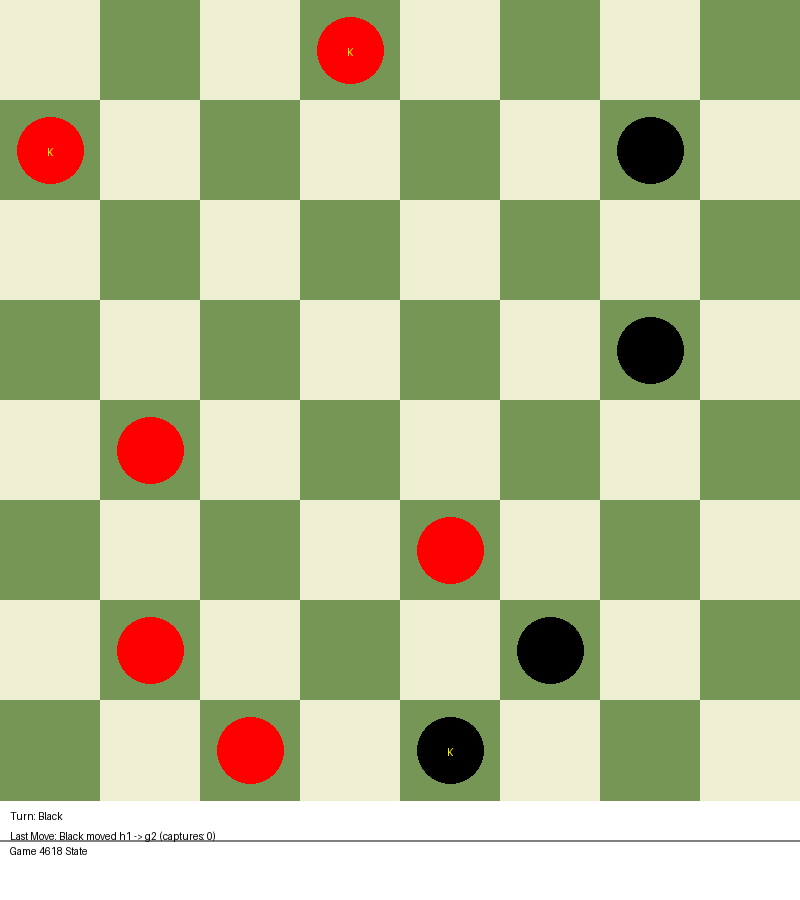 K
K
K
Turn: Black
Last Move: Black moved h1 -> g2 (captures: 0)
Game 4618 State